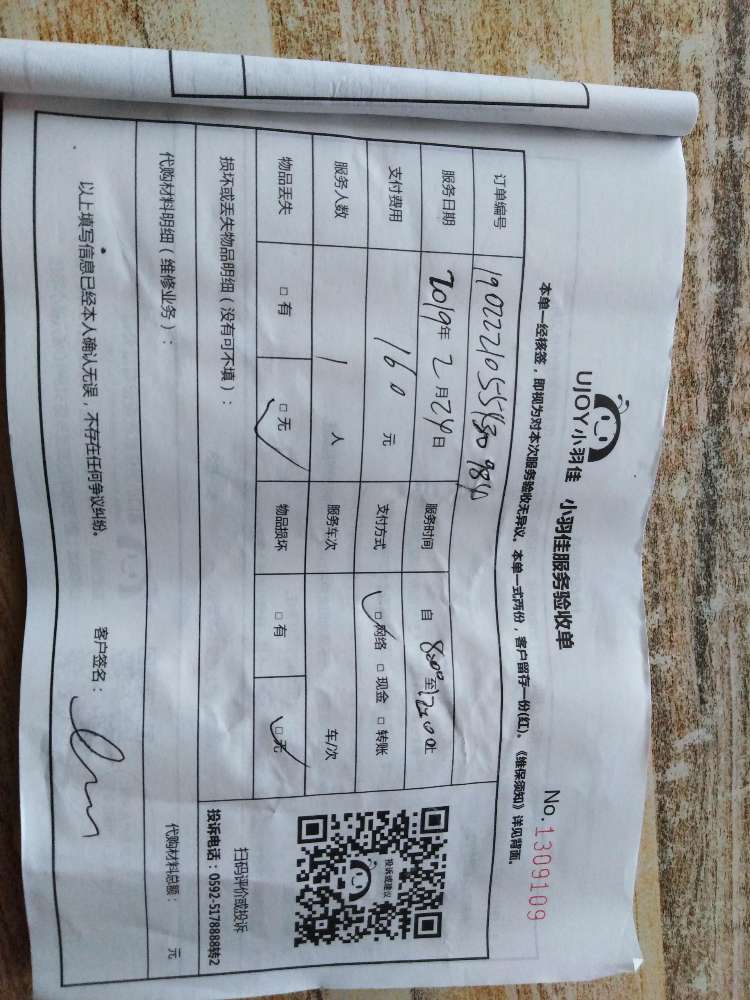 UJOY小羽佳 小羽佳服务验收单 No.1309109
本单一经核签，即视为对本次服务验收无异议。本单一式两份，客户留存一份(红)。《维保须知》详见背面。
订单编号
服务日期 2019年2月24日 服务时间 自8:00至12:00止
支付费用 160元 支付方式 □网络 □现金 □转账
服务人数 1人 服务车次 车/次
物品丢失 □有 □无 物品损坏 □有 □无
损坏或丢失物品明细（没有可不填）：
代购材料明细（维修业务）： 代购材料总额： 元
以上填写信息已经本人确认无误，不存在任何争议纠纷。 客户签名：
投诉或建议
扫码评价或投诉
投诉电话：0592-5178888转2